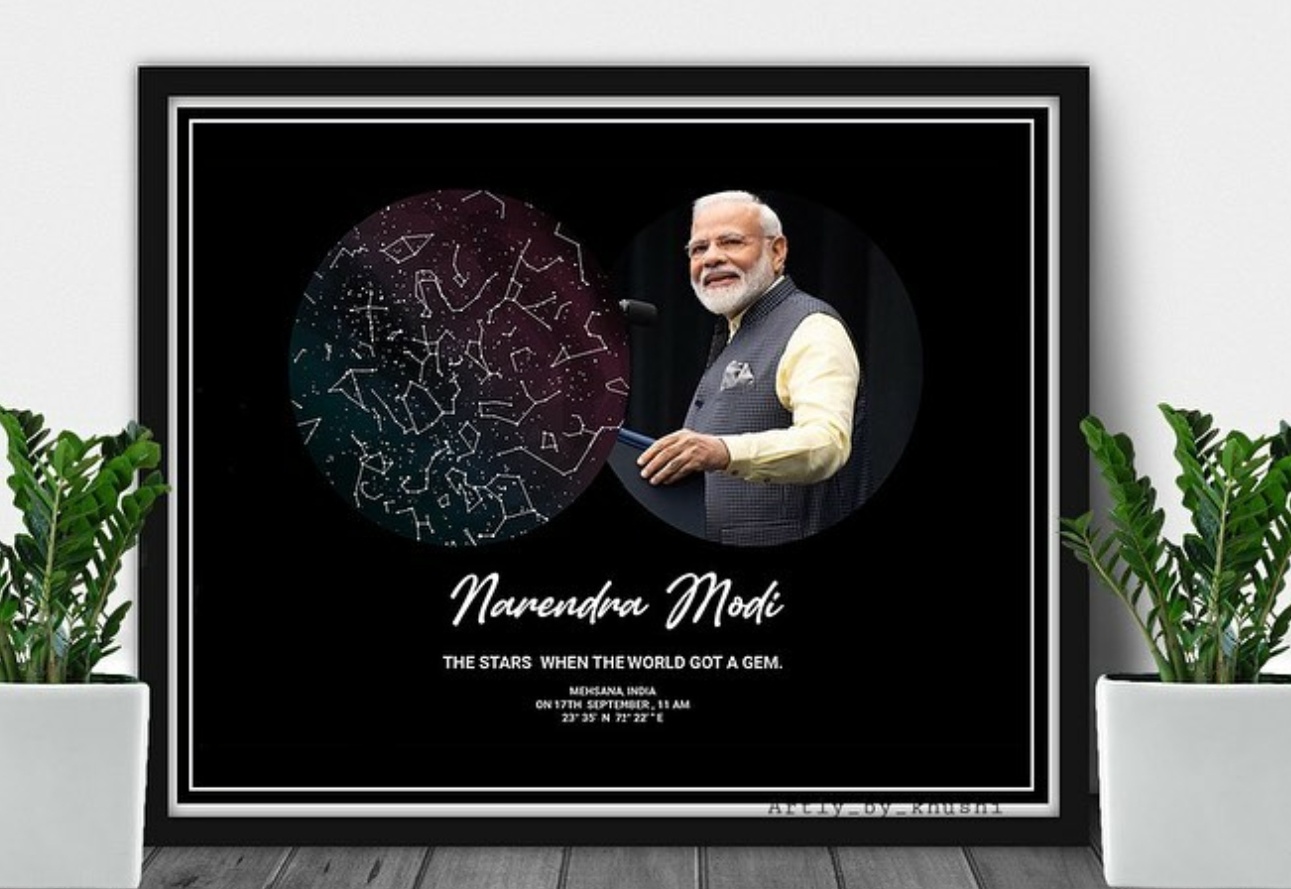 Narendra Modi
THE STARS WHEN THE WORLD GOT A GEM.
MEHSANA, INDIA
ON 17TH SEPTEMBER, 11 AM
23° 35' N 72° 22'" E
Artly_by_khushi